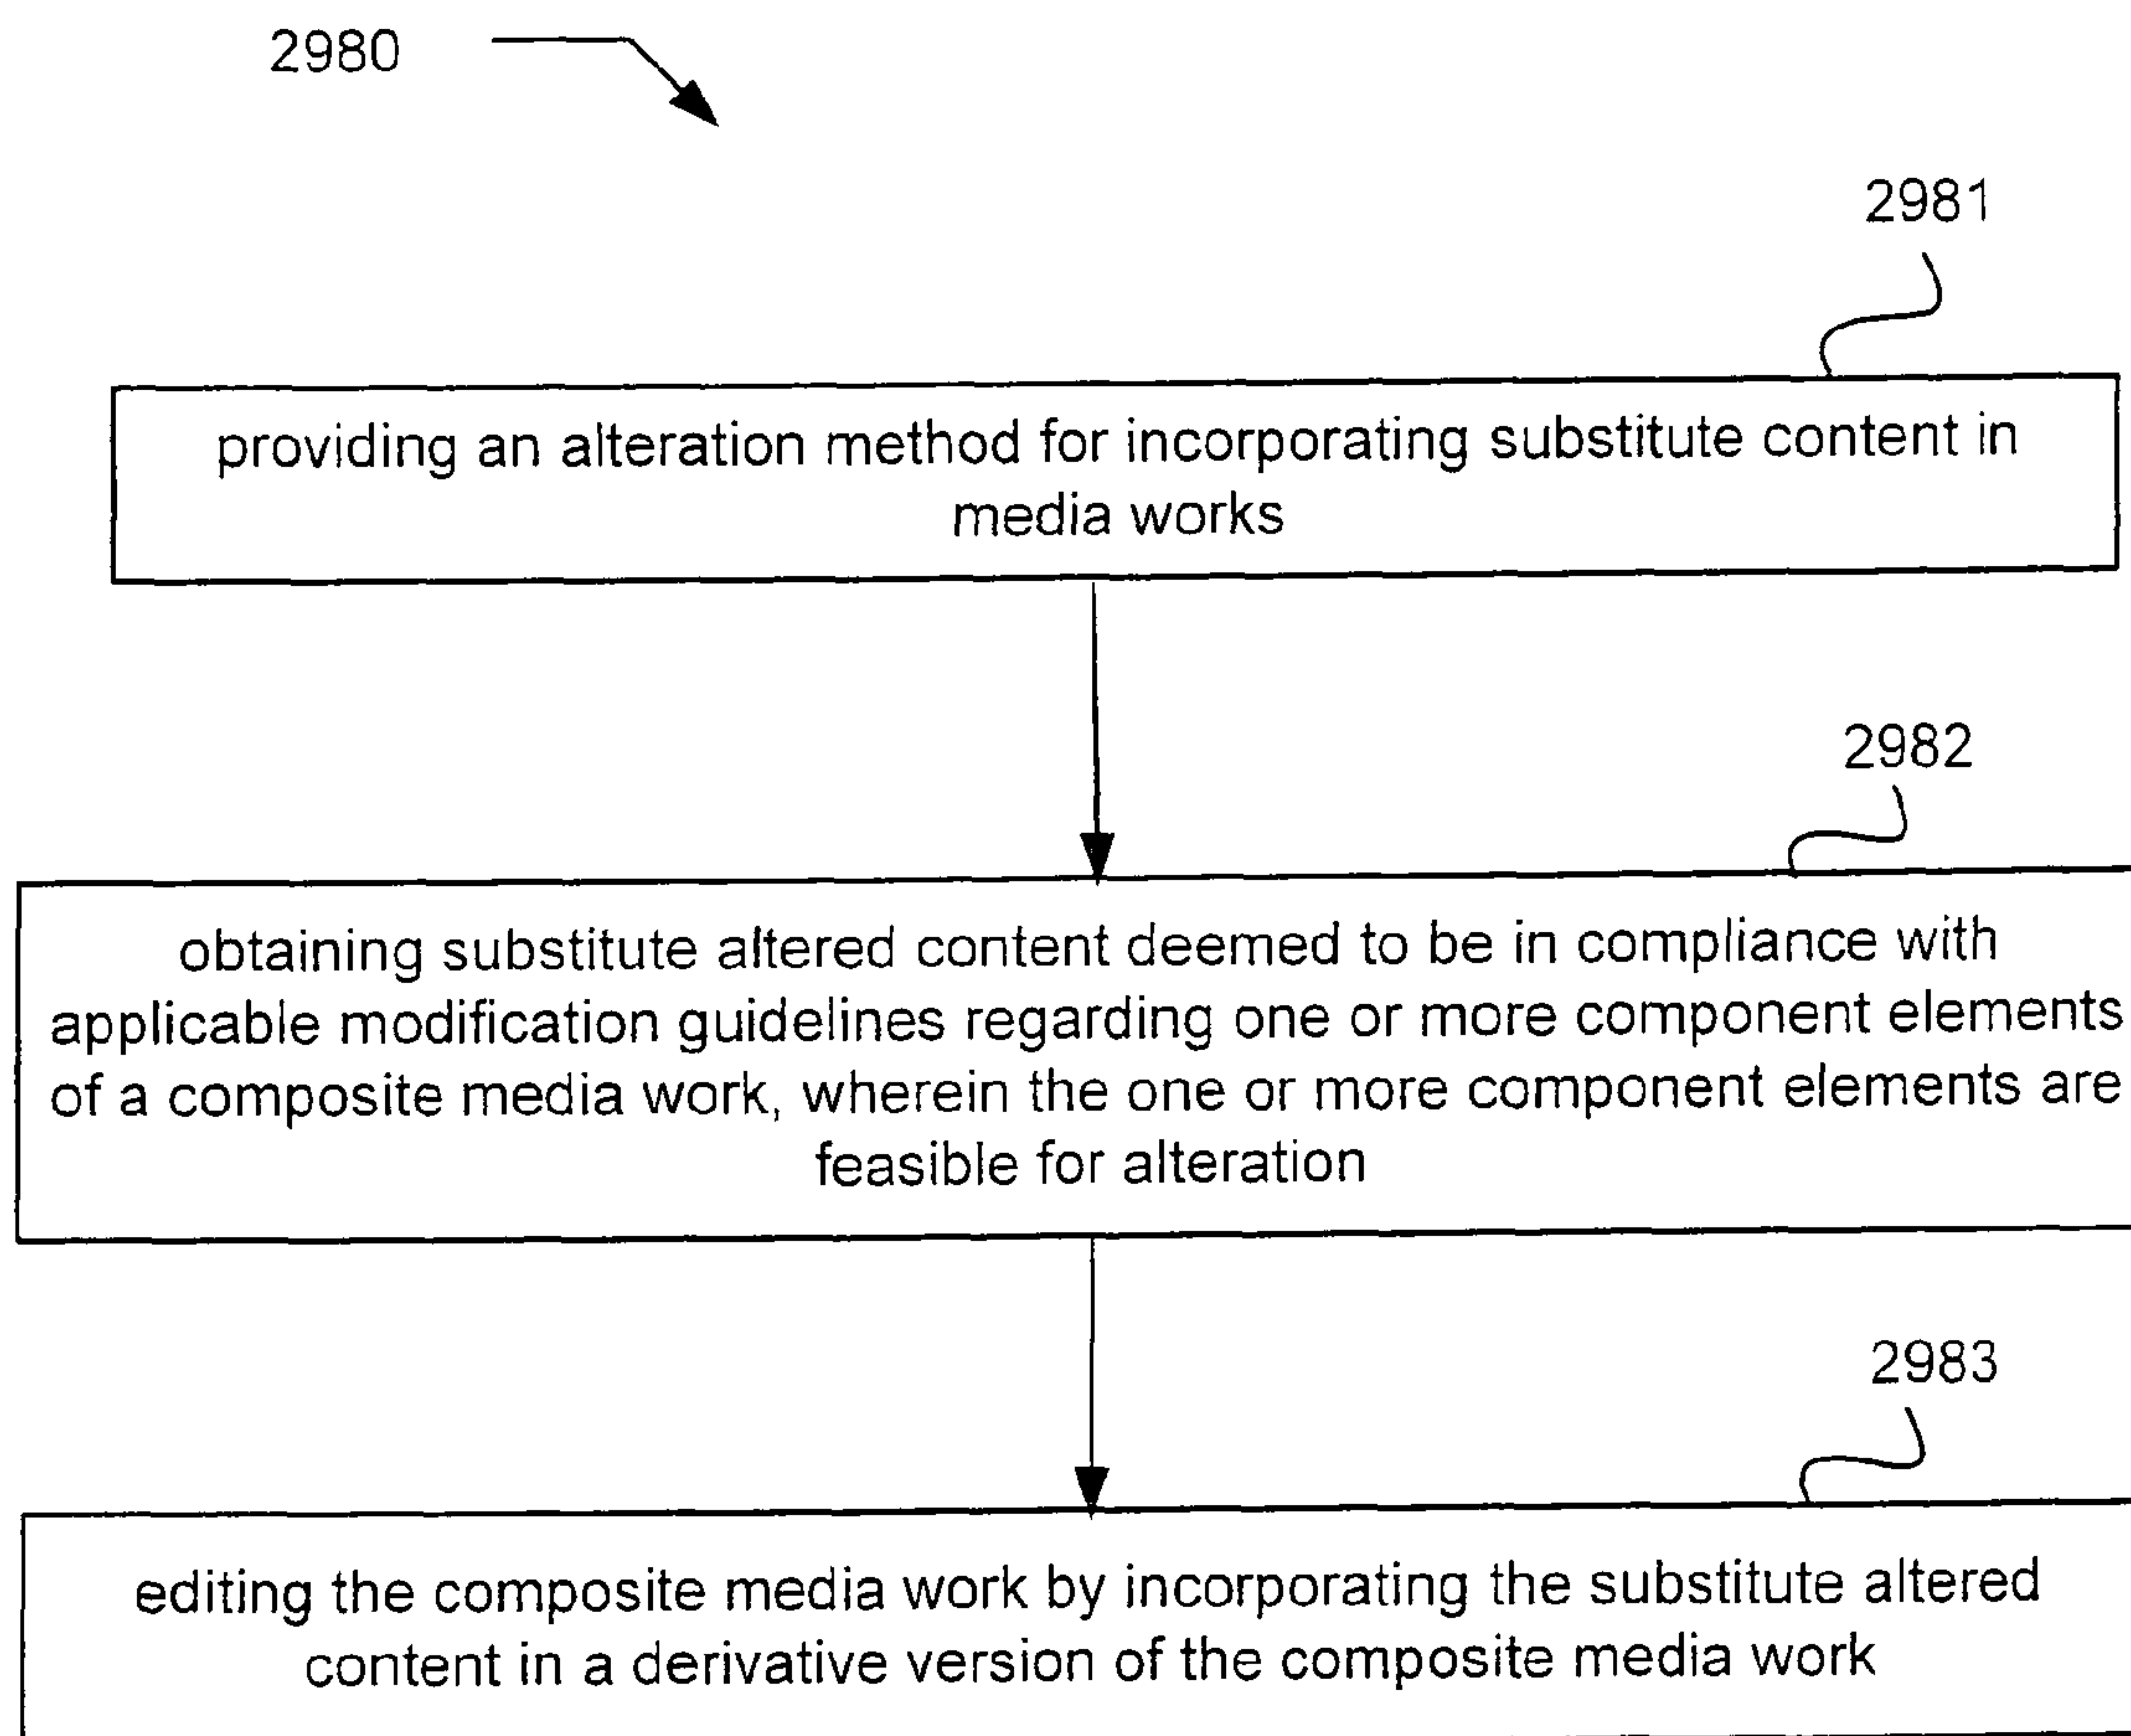 2980
2981
providing an alteration method for incorporating substitute content in
media works
2982
obtaining substitute altered content deemed to be in compliance with
applicable modification guidelines regarding one or more component elements
of a composite media work, wherein the one or more component elements are
feasible for alteration
2983
editing the composite media work by incorporating the substitute altered
content in a derivative version of the composite media work